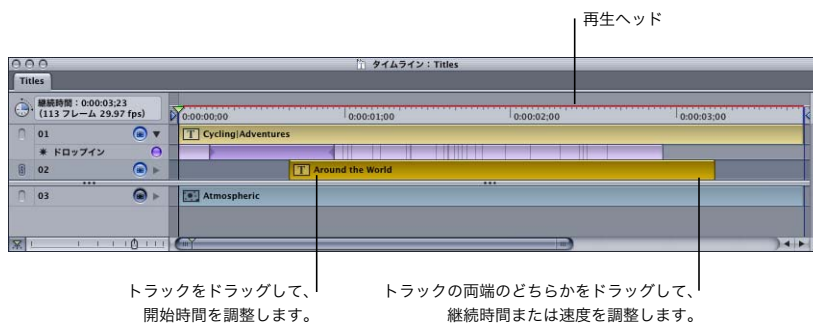 再生ヘッド
タイムライン：Titles
Titles
継続時間：0:00:03;23
(113 フレーム 29.97 fps)
0:00:00;00 0:00:01;00 0:00:02;00 0:00:03;00
01 T Cycling|Adventures
ドロップイン
02 T Around the World
03 Atmospheric
トラックをドラッグして、
開始時間を調整します。
トラックの両端のどちらかをドラッグして、
継続時間または速度を調整します。